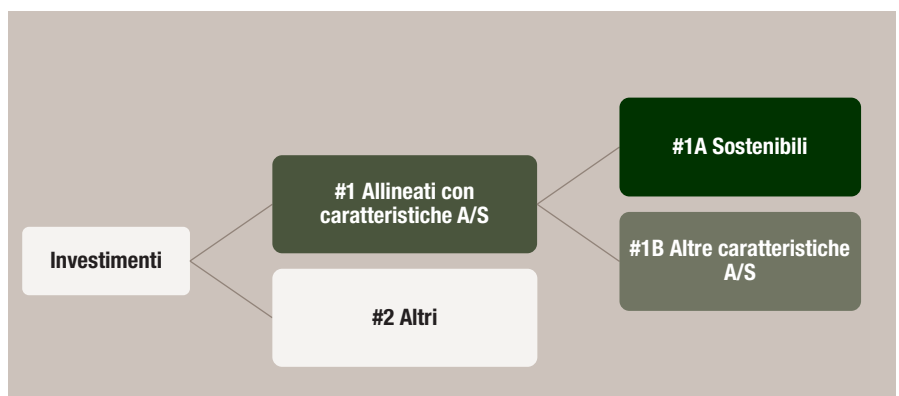 Investimenti
#1 Allineati con
caratteristiche A/S
#2 Altri
#1A Sostenibili
#1B Altre caratteristiche
A/S